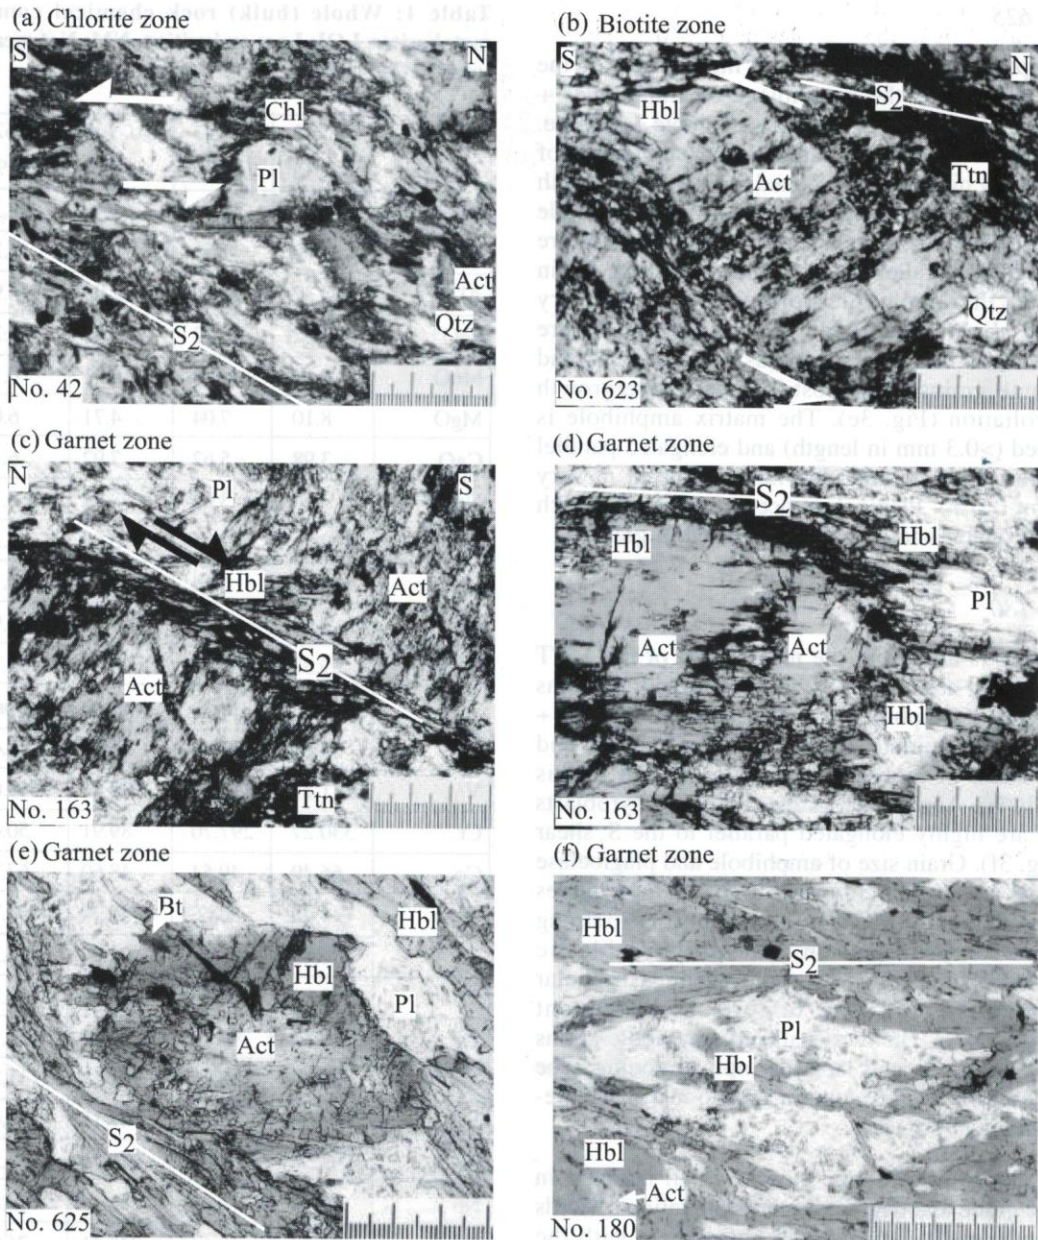 (a) Chlorite zone
S
N
Chl
Pl
Act
Qtz
S2
No. 42
(b) Biotite zone
S
N
Hbl
S2
Act
Ttn
Qtz
No. 623
(c) Garnet zone
N
S
Pl
Hbl
Act
S2
Act
Ttn
No. 163
(d) Garnet zone
S2
Hbl
Hbl
Pl
Act
Act
Hbl
No. 163
(e) Garnet zone
Bt
Hbl
Hbl
Pl
Act
S2
No. 625
(f) Garnet zone
Hbl
S2
Pl
Hbl
Hbl
Act
No. 180